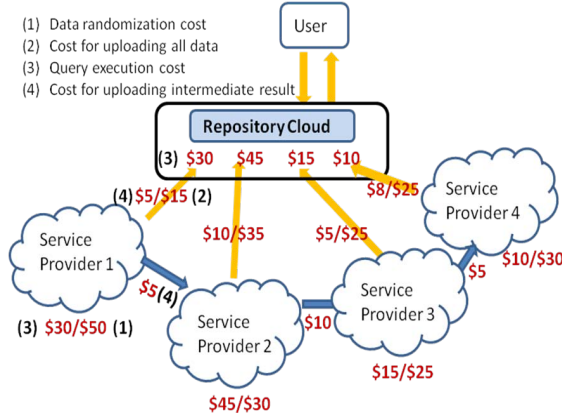 (1) Data randomization cost
(2) Cost for uploading all data
(3) Query execution cost
(4) Cost for uploading intermediate result
User
Repository Cloud
(3) $30 $45 $15 $10
(4) $5/$15 (2)
$8/$25
Service Provider 4
$10/$35
$5/$25
Service Provider 1
$5 (4)
$5
$10/$30
(3) $30/$50 (1)
Service Provider 2
$10
Service Provider 3
$15/$25
$45/$30